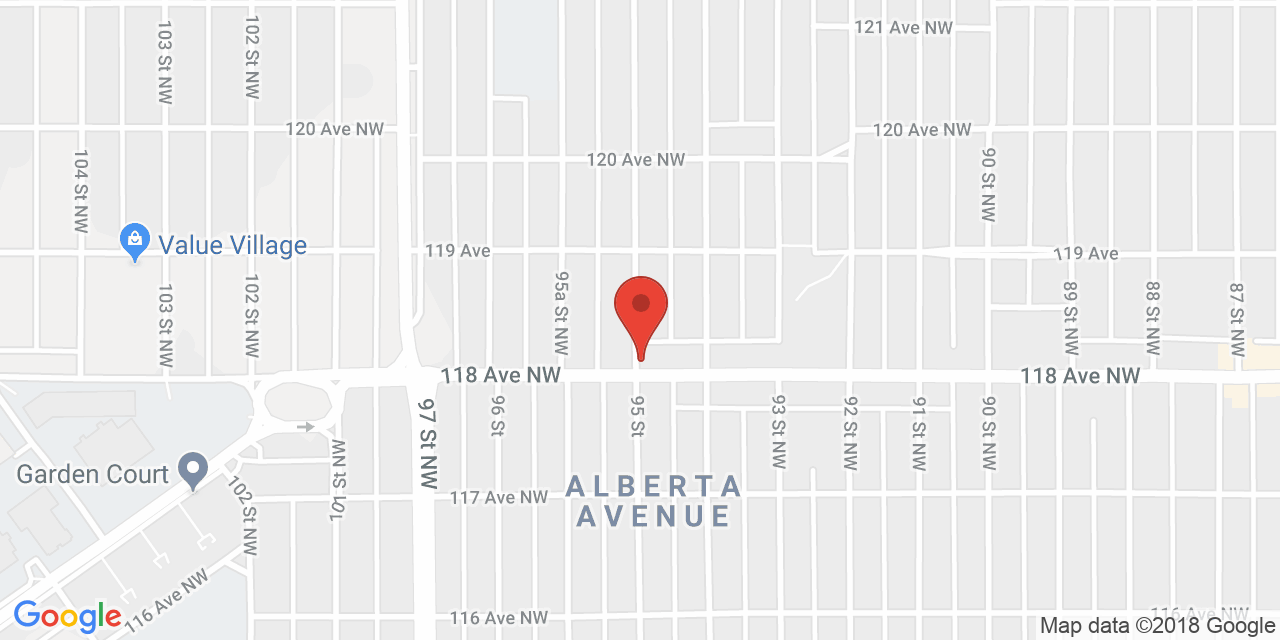 121 Ave NW
103 St NW
102 St NW
120 Ave NW
120 Ave NW
120 Ave NW
104 St NW
90 St NW
Value Village
119 Ave
119 Ave
103 St NW
102 St NW
95a St NW
89 St NW
88 St NW
87 St NW
118 Ave NW
118 Ave NW
97 St NW
96 St
95 St
93 St NW
92 St NW
91 St NW
90 St NW
101 St NW
Garden Court
102 St NW
117 Ave NW
ALBERTA
AVENUE
116 Ave NW
116 Ave NW
116 Ave NW
Google
Map data ©2018 Google